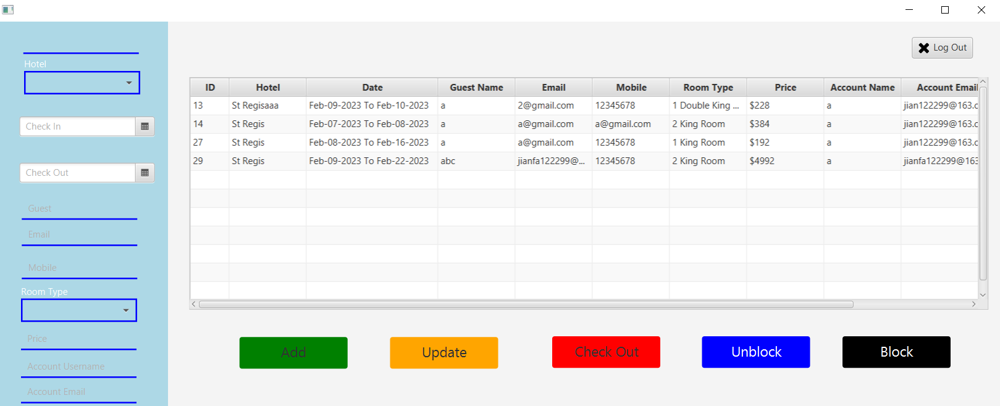 Log Out
Hotel
Check In
Check Out
Guest
Email
Mobile
Room Type
Price
Account Username
Account Email
ID Hotel Date Guest Name Email Mobile Room Type Price Account Name Account Email
13 St Regisaaa Feb-09-2023 To Feb-10-2023 a 2@gmail.com 12345678 1 Double King ... $228 a jian122299@163.c
14 St Regis Feb-07-2023 To Feb-08-2023 a a@gmail.com a@gmail.com 2 King Room $384 a jian122299@163.c
27 St Regis Feb-08-2023 To Feb-16-2023 a a@gmail.com 12345678 1 King Room $192 a jian122299@163.c
29 St Regis Feb-09-2023 To Feb-22-2023 abc jianfa122299@... 12345678 2 King Room $4992 a jianfa122299@163
Add Update Check Out Unblock Block